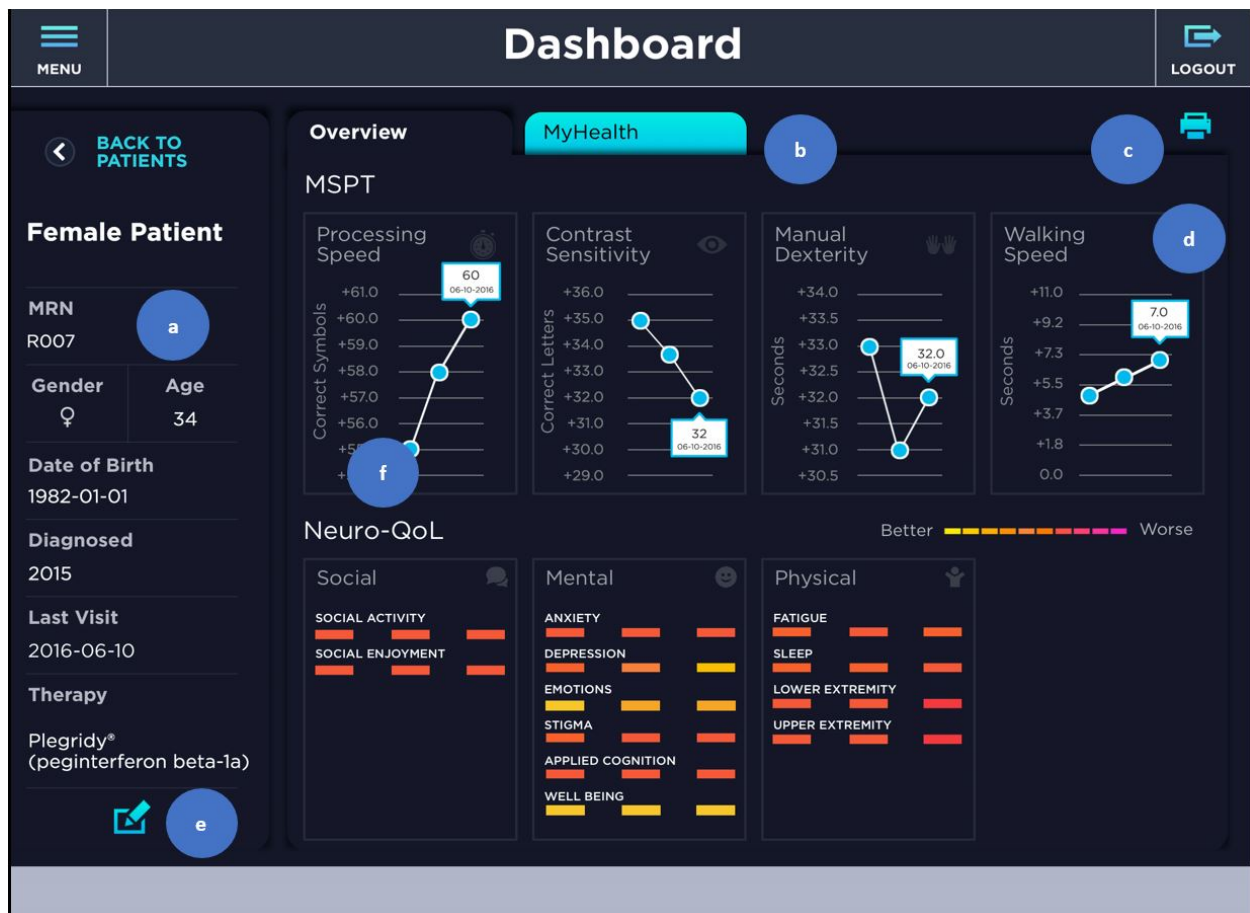 MENU
Dashboard
LOGOUT
BACK TO
PATIENTS
Female Patient
MRN
R007
a
Gender
Age
♀
34
Date of Birth
1982-01-01
Diagnosed
2015
Last Visit
2016-06-10
Therapy
Plegridy®
(peginterferon beta-1a)
e
Overview
MyHealth
b
c
MSPT
d
Processing
Speed
60
06-10-2016
Correct Symbols
+61.0
+60.0
+59.0
+58.0
+57.0
+56.0
f
Contrast
Sensitivity
Correct Letters
+36.0
+35.0
+34.0
+33.0
+32.0
+31.0
+30.0
+29.0
32
06-10-2016
Manual
Dexterity
Seconds
+34.0
+33.5
+33.0
+32.5
+32.0
+31.5
+31.0
+30.5
32.0
06-10-2016
Walking
Speed
Seconds
+11.0
+9.2
+7.3
+5.5
+3.7
+1.8
0.0
7.0
06-10-2016
Neuro-QoL
Better
Worse
Social
SOCIAL ACTIVITY
SOCIAL ENJOYMENT
Mental
ANXIETY
DEPRESSION
EMOTIONS
STIGMA
APPLIED COGNITION
WELL BEING
Physical
FATIGUE
SLEEP
LOWER EXTREMITY
UPPER EXTREMITY